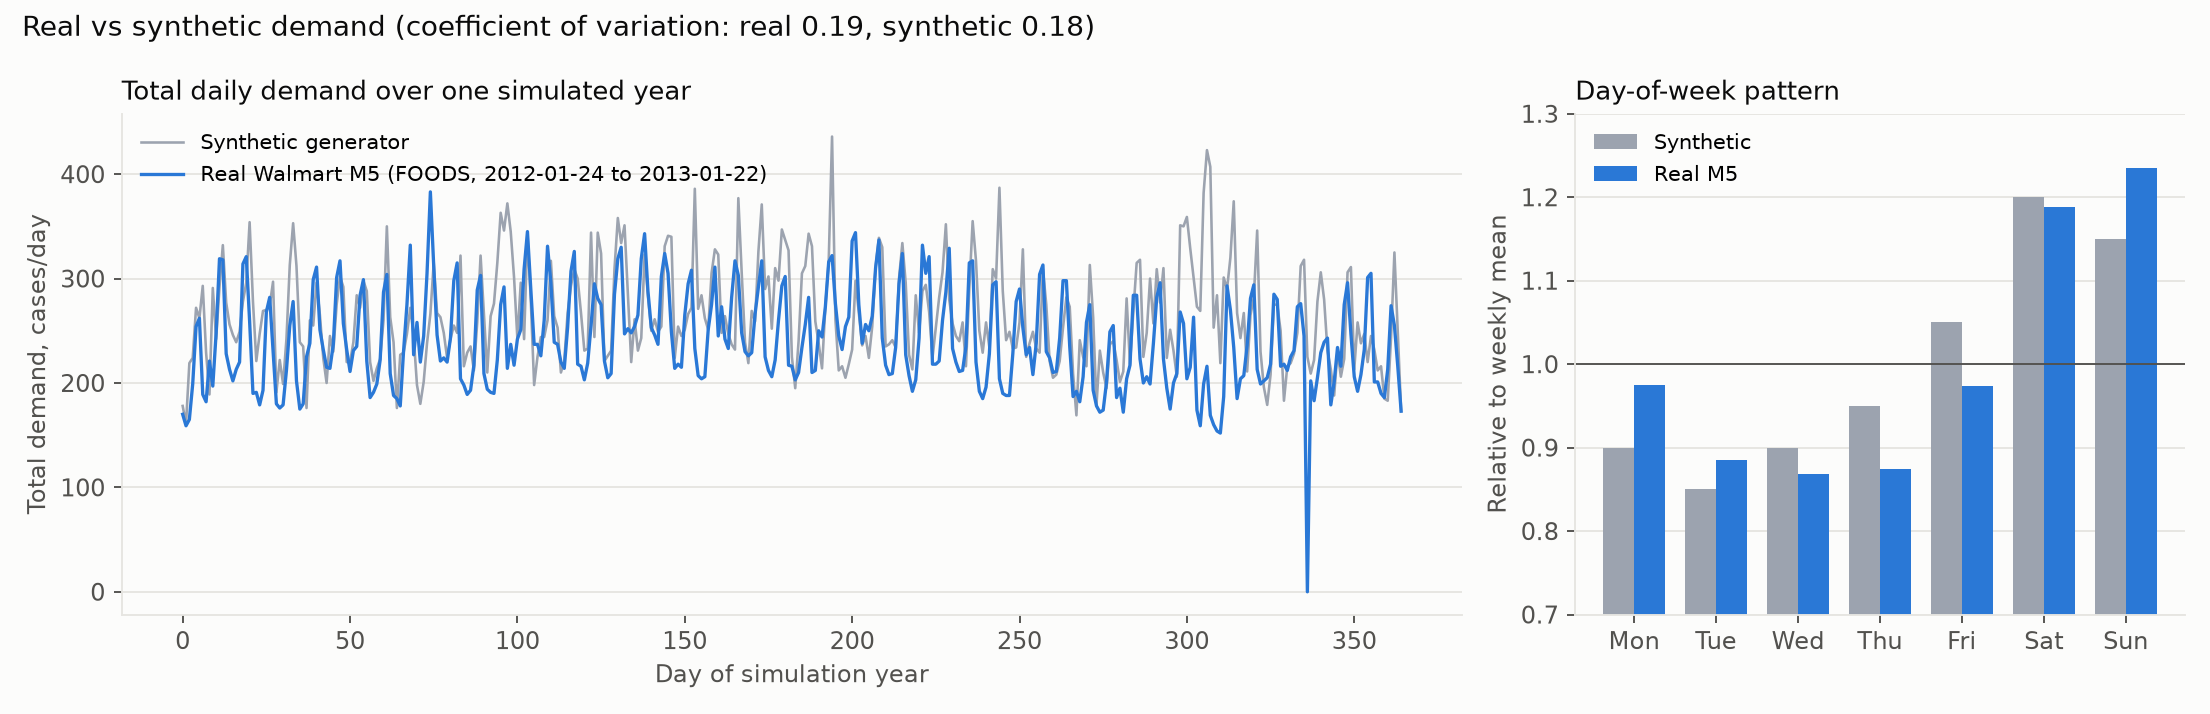 Real vs synthetic demand (coefficient of variation: real 0.19, synthetic 0.18)
Total daily demand over one simulated year
Synthetic generator
Real Walmart M5 (FOODS, 2012-01-24 to 2013-01-22)
Total demand, cases/day
400
300
200
100
0
0 50 100 150 200 250 300 350
Day of simulation year
Day-of-week pattern
Synthetic
Real M5
Relative to weekly mean
1.3
1.2
1.1
1.0
0.9
0.8
0.7
Mon Tue Wed Thu Fri Sat Sun